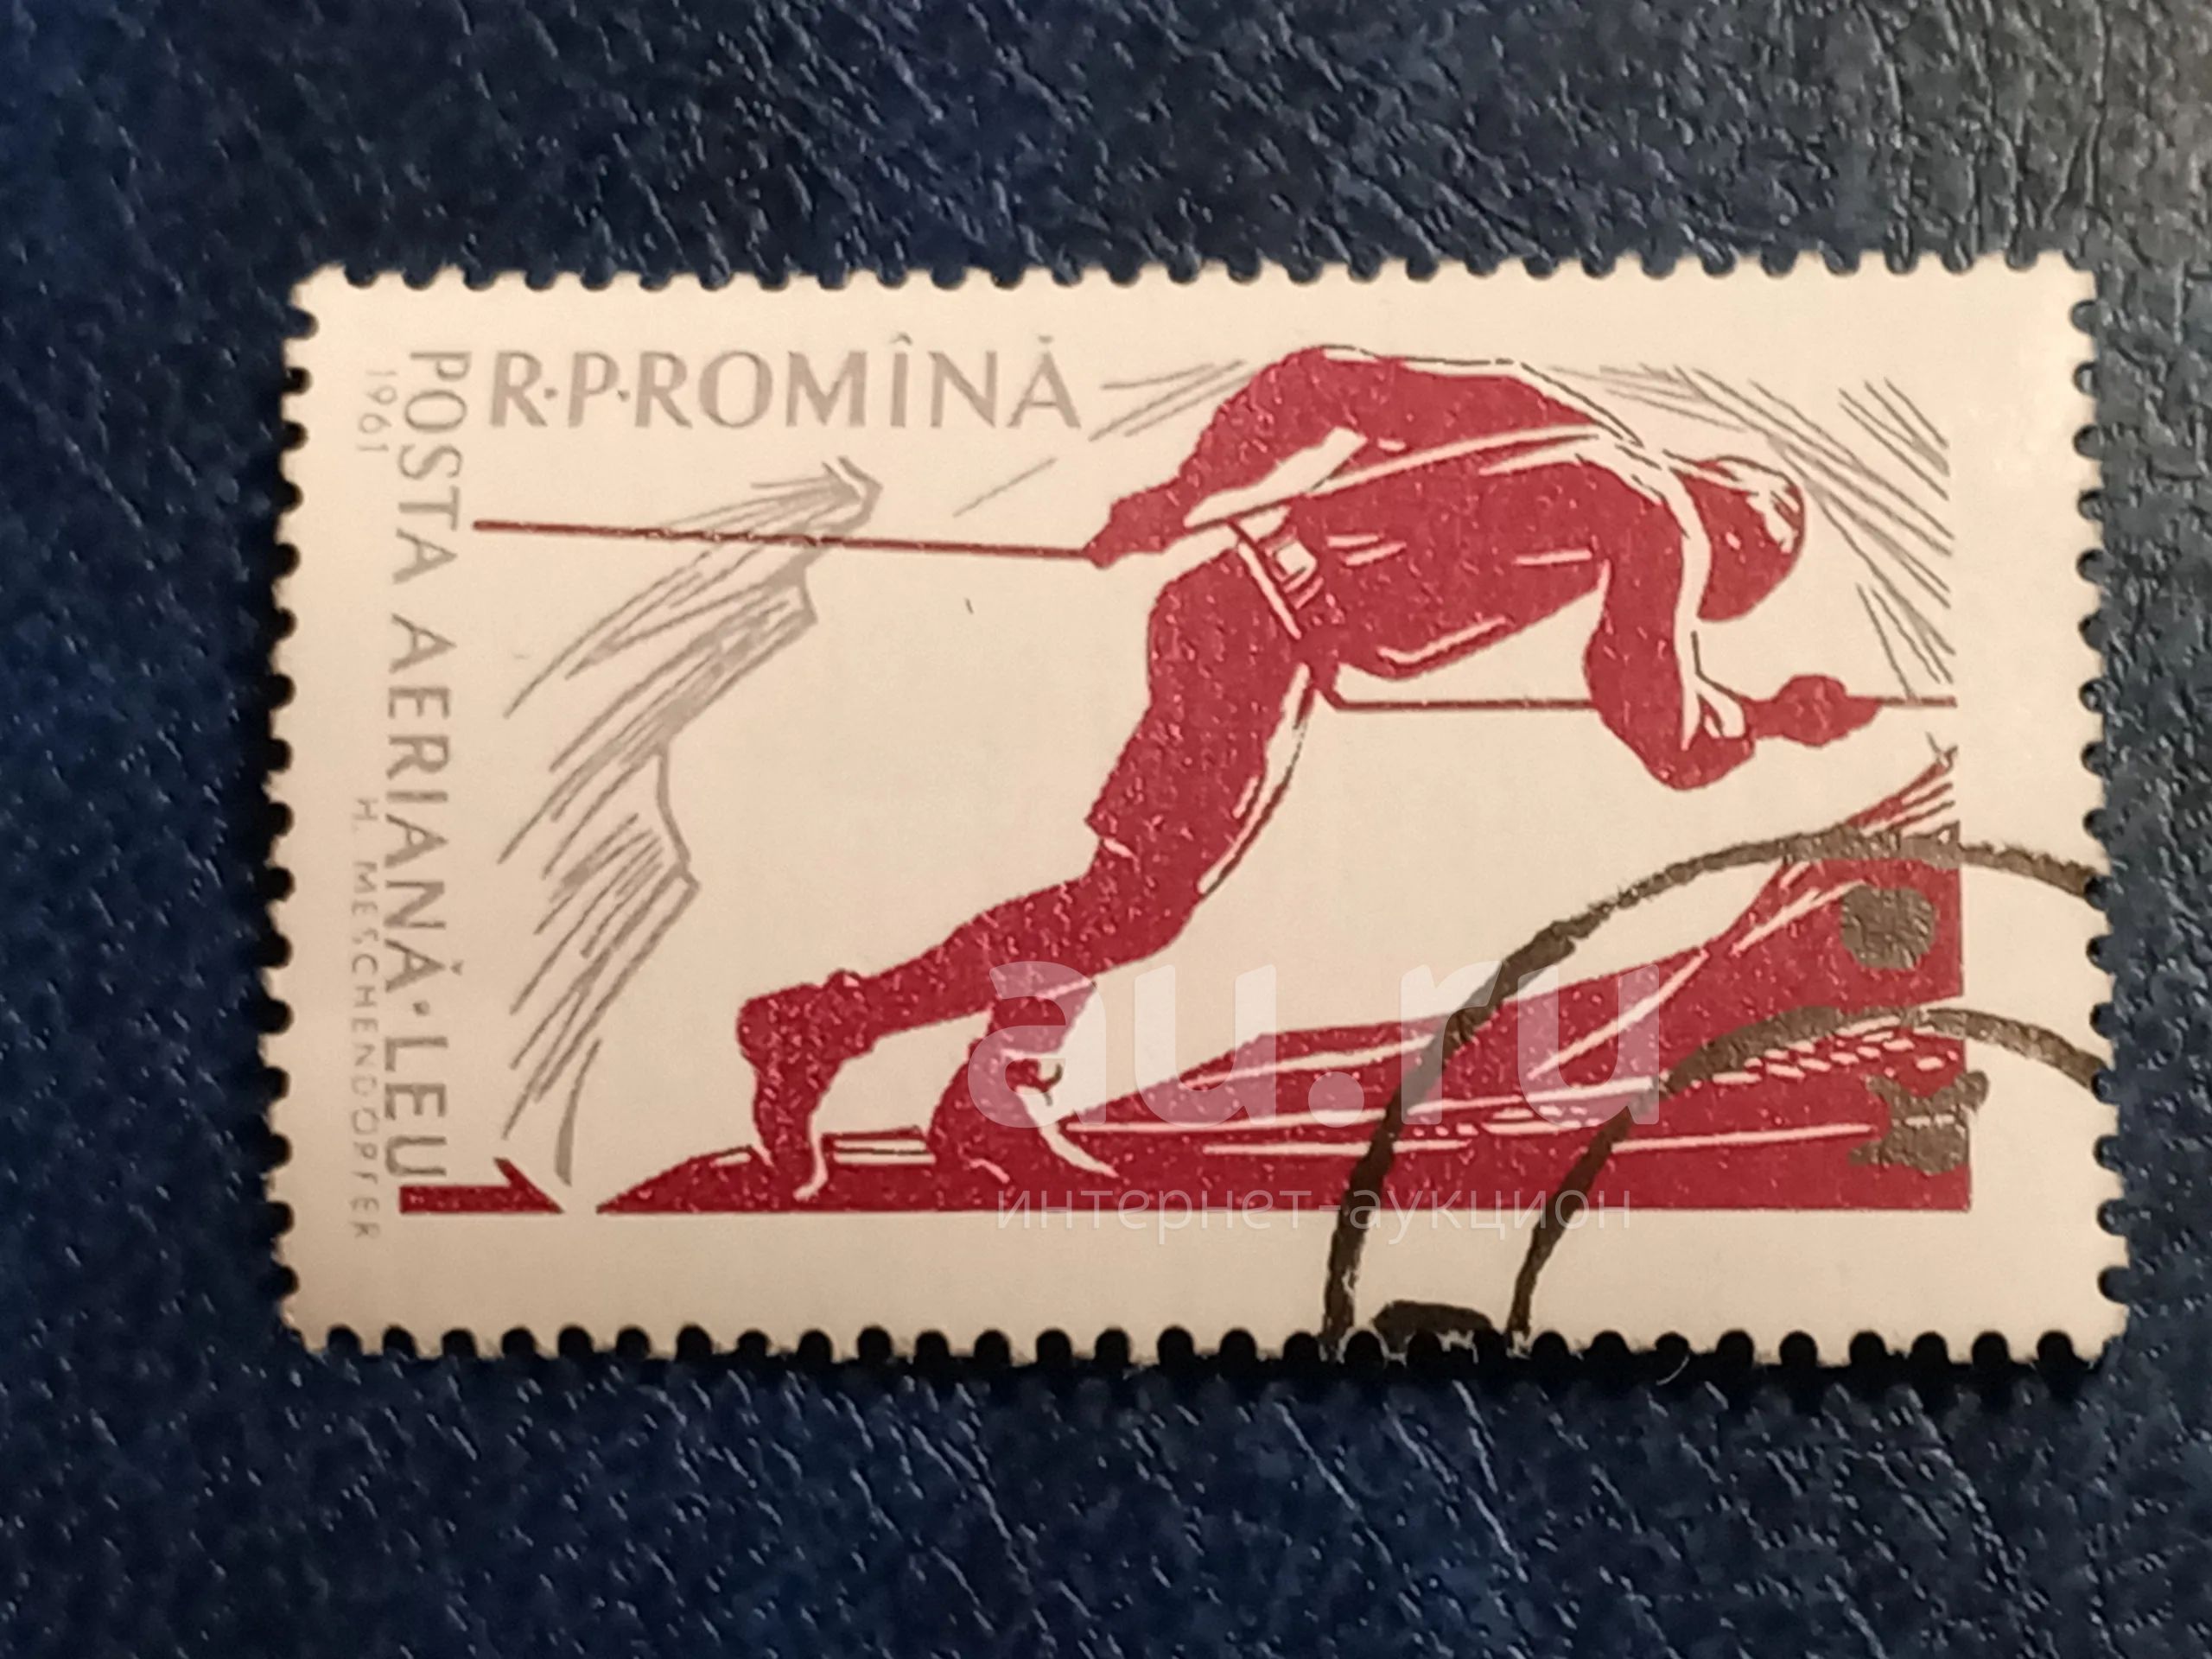 R·P·ROMÎNĂ
POSTA AERIANĂ · LEU
1
1961
H. MESCHENDÖRFER
au.ru
интернет-аукцион